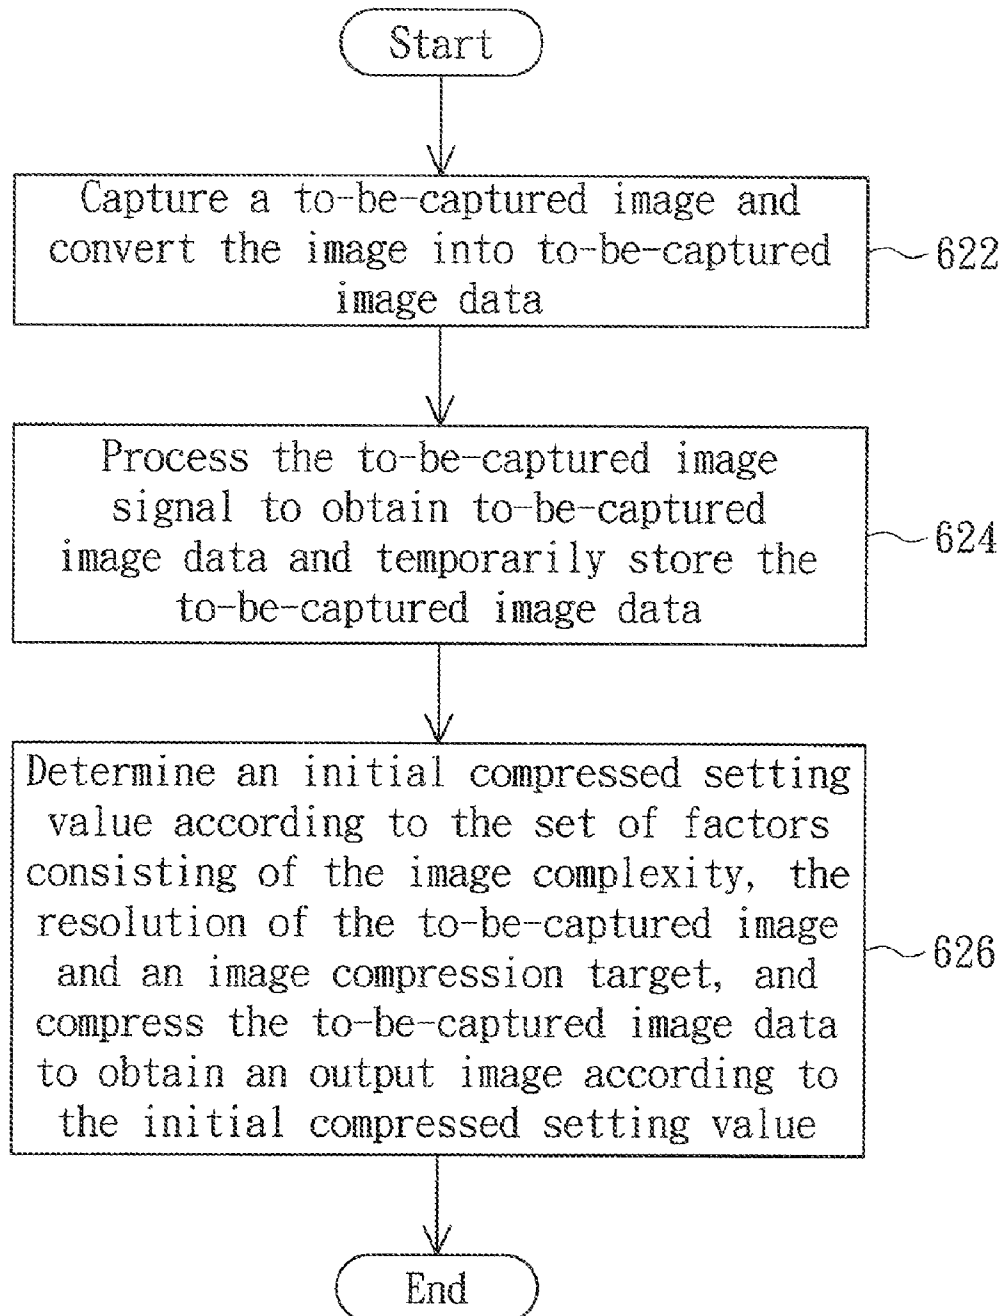 Start
Capture a to-be-captured image and
convert the image into to-be-captured
image data
622
Process the to-be-captured image
signal to obtain to-be-captured
image data and temporarily store the
to-be-captured image data
624
Determine an initial compressed setting
value according to the set of factors
consisting of the image complexity, the
resolution of the to-be-captured image
and an image compression target, and
compress the to-be-captured image data
to obtain an output image according to
the initial compressed setting value
626
End